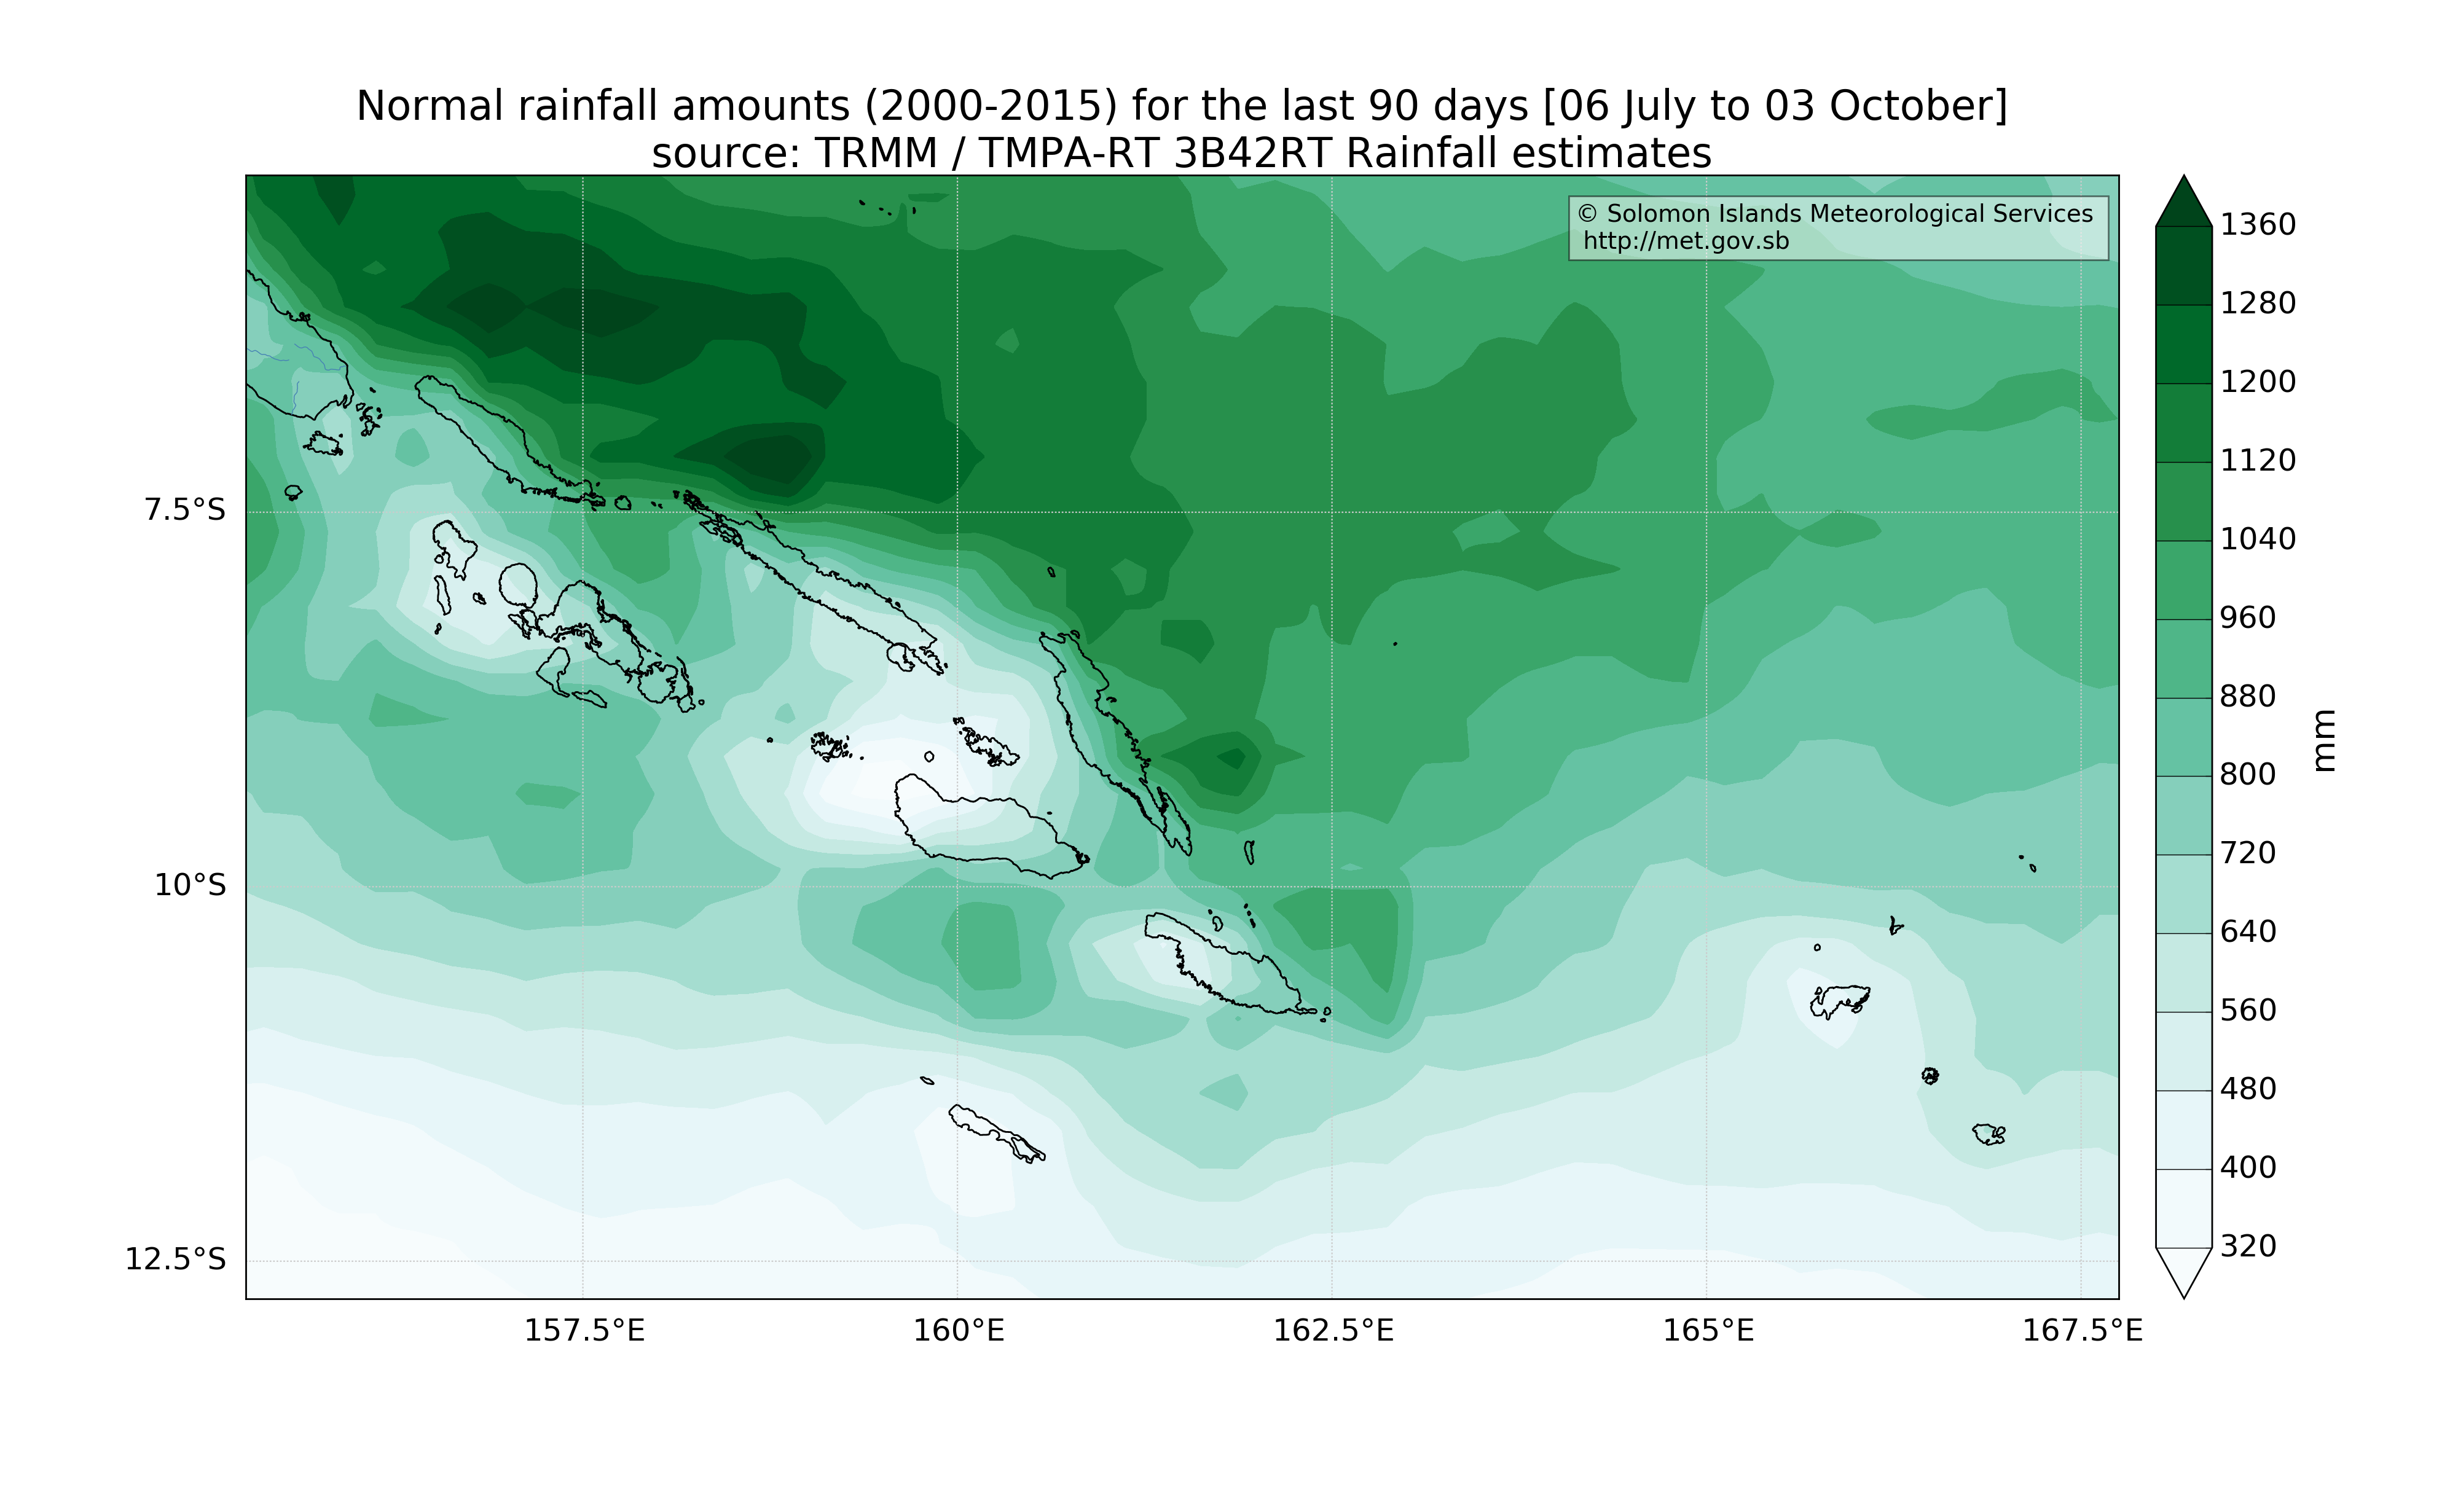 Normal rainfall amounts (2000-2015) for the last 90 days [06 July to 03 October]
source: TRMM / TMPA-RT 3B42RT Rainfall estimates
© Solomon Islands Meteorological Services
http://met.gov.sb
7.5°S
10°S
12.5°S
157.5°E
160°E
162.5°E
165°E
167.5°E
1360
1280
1200
1120
1040
960
880
800
720
640
560
480
400
320
mm